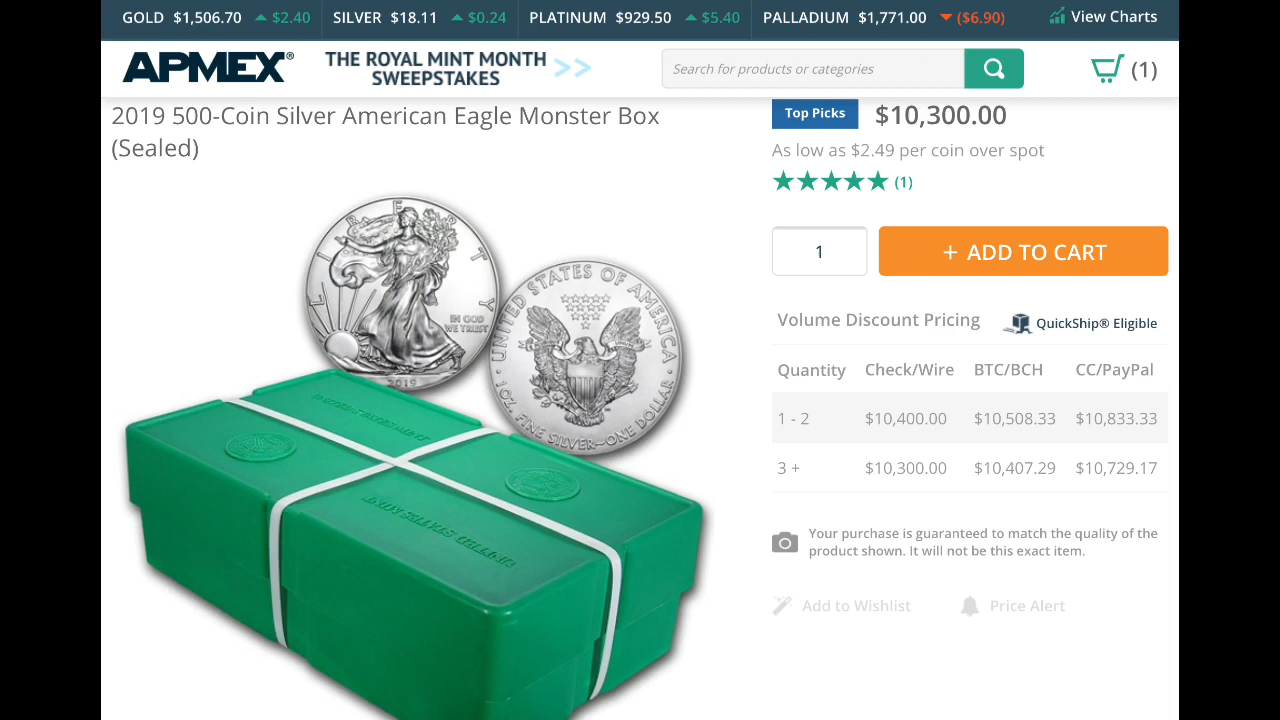 GOLD $1,506.70 $2.40 SILVER $18.11 $0.24 PLATINUM $929.50 $5.40 PALLADIUM $1,771.00 ($6.90) View Charts
APMEX®
THE ROYAL MINT MONTH
SWEEPSTAKES >>
Search for products or categories
(1)
2019 500-Coin Silver American Eagle Monster Box
(Sealed)
Top Picks $10,300.00
As low as $2.49 per coin over spot
(1)
1 + ADD TO CART
Volume Discount Pricing QuickShip® Eligible
Quantity Check/Wire BTC/BCH CC/PayPal
1 - 2 $10,400.00 $10,508.33 $10,833.33
3 + $10,300.00 $10,407.29 $10,729.17
Your purchase is guaranteed to match the quality of the
product shown. It will not be this exact item.
Add to Wishlist Price Alert
LIBERTY
IN GOD
WE TRUST
2019
UNITED STATES OF AMERICA
1 OZ. FINE SILVER~ONE DOLLAR
UNITED STATES MINT
UNITED STATES MINT